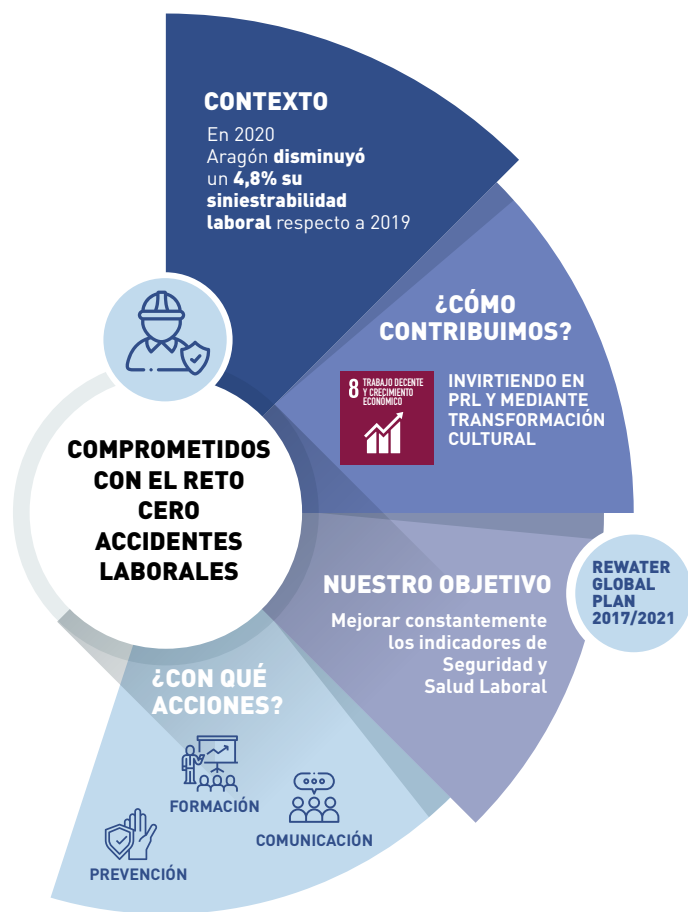 CONTEXTO
En 2020
Aragón disminuyó
un 4,8% su
siniestrabilidad
laboral respecto a 2019
¿CÓMO
CONTRIBUIMOS?
8 TRABAJO DECENTE
Y CRECIMIENTO
ECONÓMICO
INVIRTIENDO EN
PRL Y MEDIANTE
TRANSFORMACIÓN
CULTURAL
COMPROMETIDOS
CON EL RETO
CERO
ACCIDENTES
LABORALES
NUESTRO OBJETIVO
Mejorar constantemente
los indicadores de
Seguridad y
Salud Laboral
REWATER
GLOBAL
PLAN
2017/2021
¿CON QUÉ
ACCIONES?
FORMACIÓN
COMUNICACIÓN
PREVENCIÓN